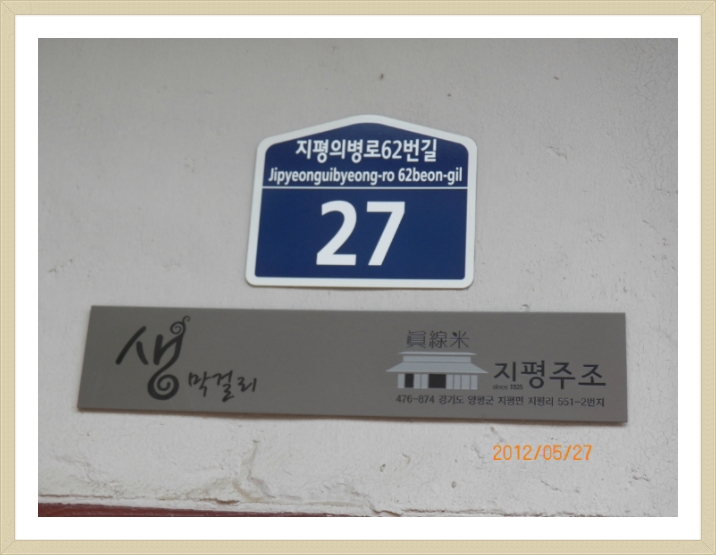 지평의병로62번길
Jipyeonguibyeong-ro 62beon-gil
27
생 막걸리
眞線米
지평주조
since 1925
476-874 경기도 양평군 지평면 지평리 551-2번지
2012/05/27